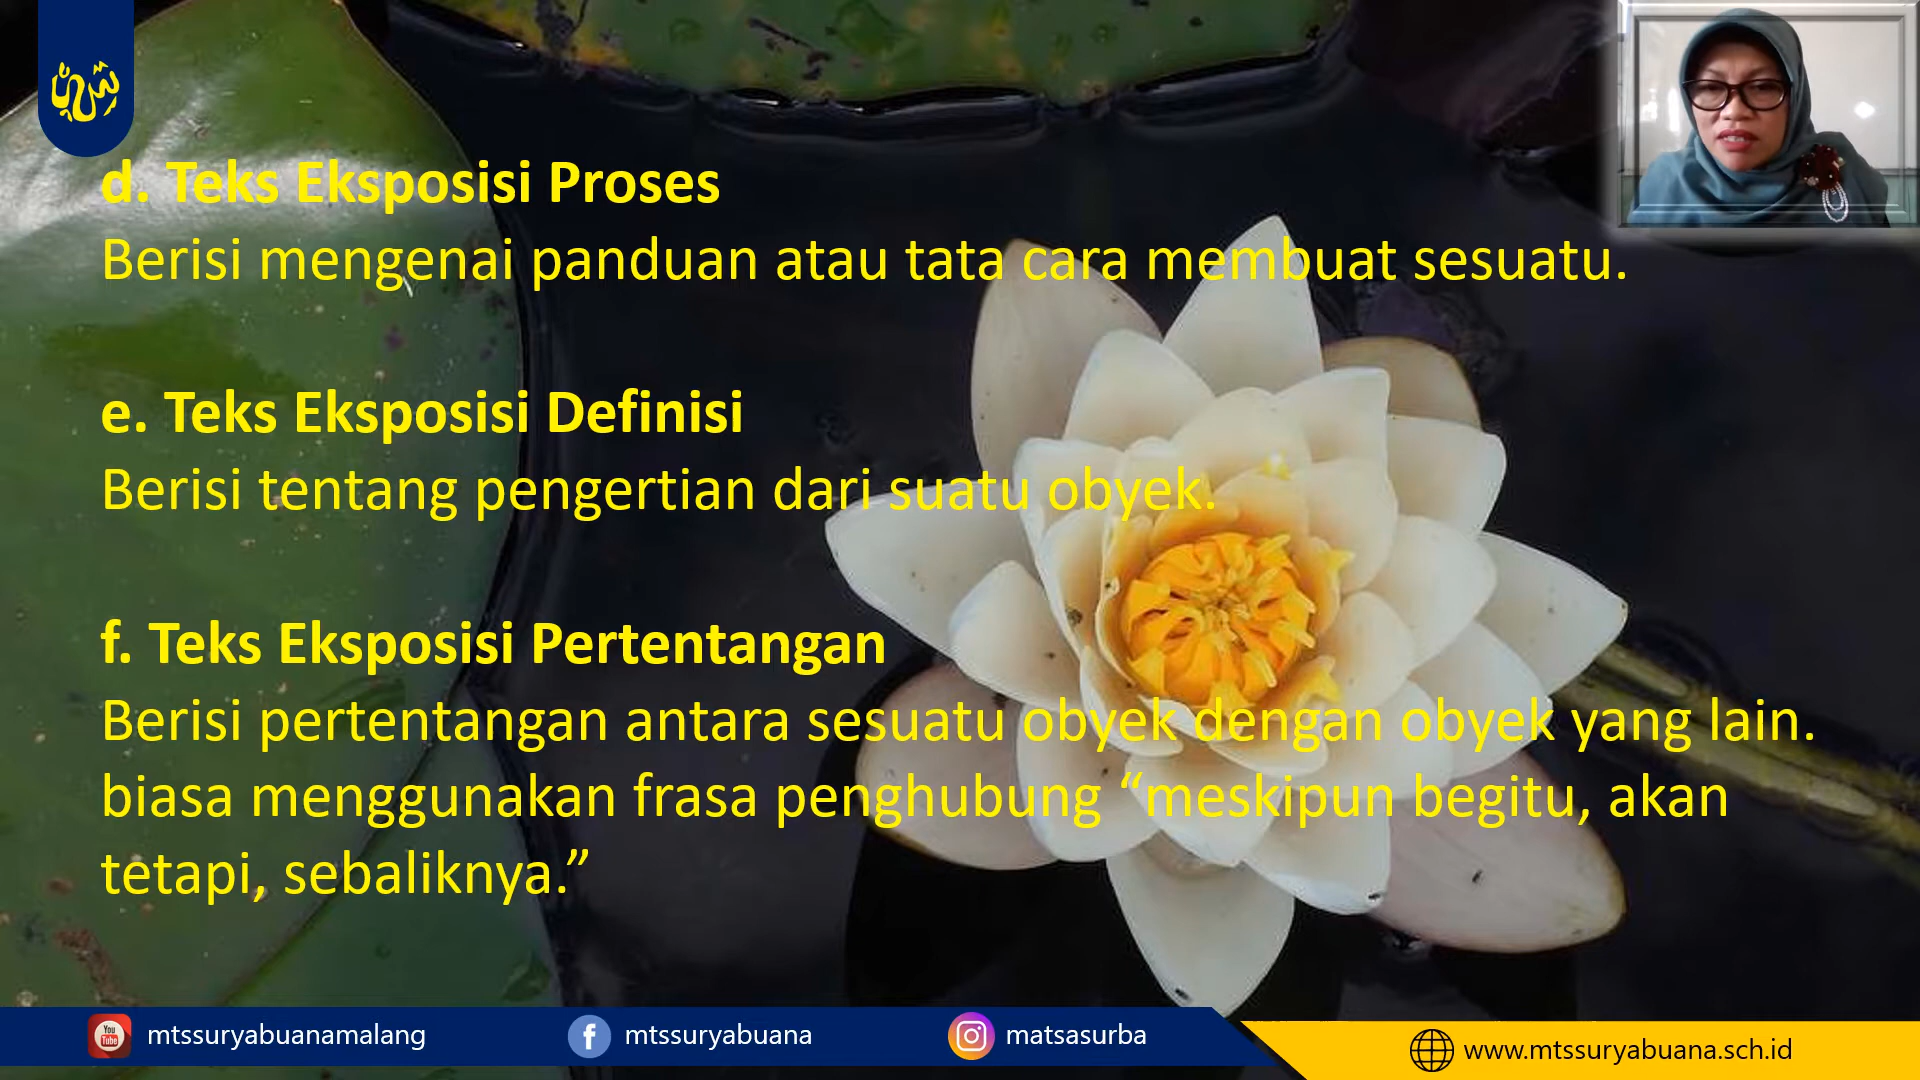 d. Teks Eksposisi Proses
Berisi mengenai panduan atau tata cara membuat sesuatu.
e. Teks Eksposisi Definisi
Berisi tentang pengertian dari suatu obyek.
f. Teks Eksposisi Pertentangan
Berisi pertentangan antara sesuatu obyek dengan obyek yang lain.
biasa menggunakan frasa penghubung “meskipun begitu, akan
tetapi, sebaliknya.”
You
Tube
mtssuryabuanamalang
mtssuryabuana
matsasurba
www.mtssuryabuana.sch.id